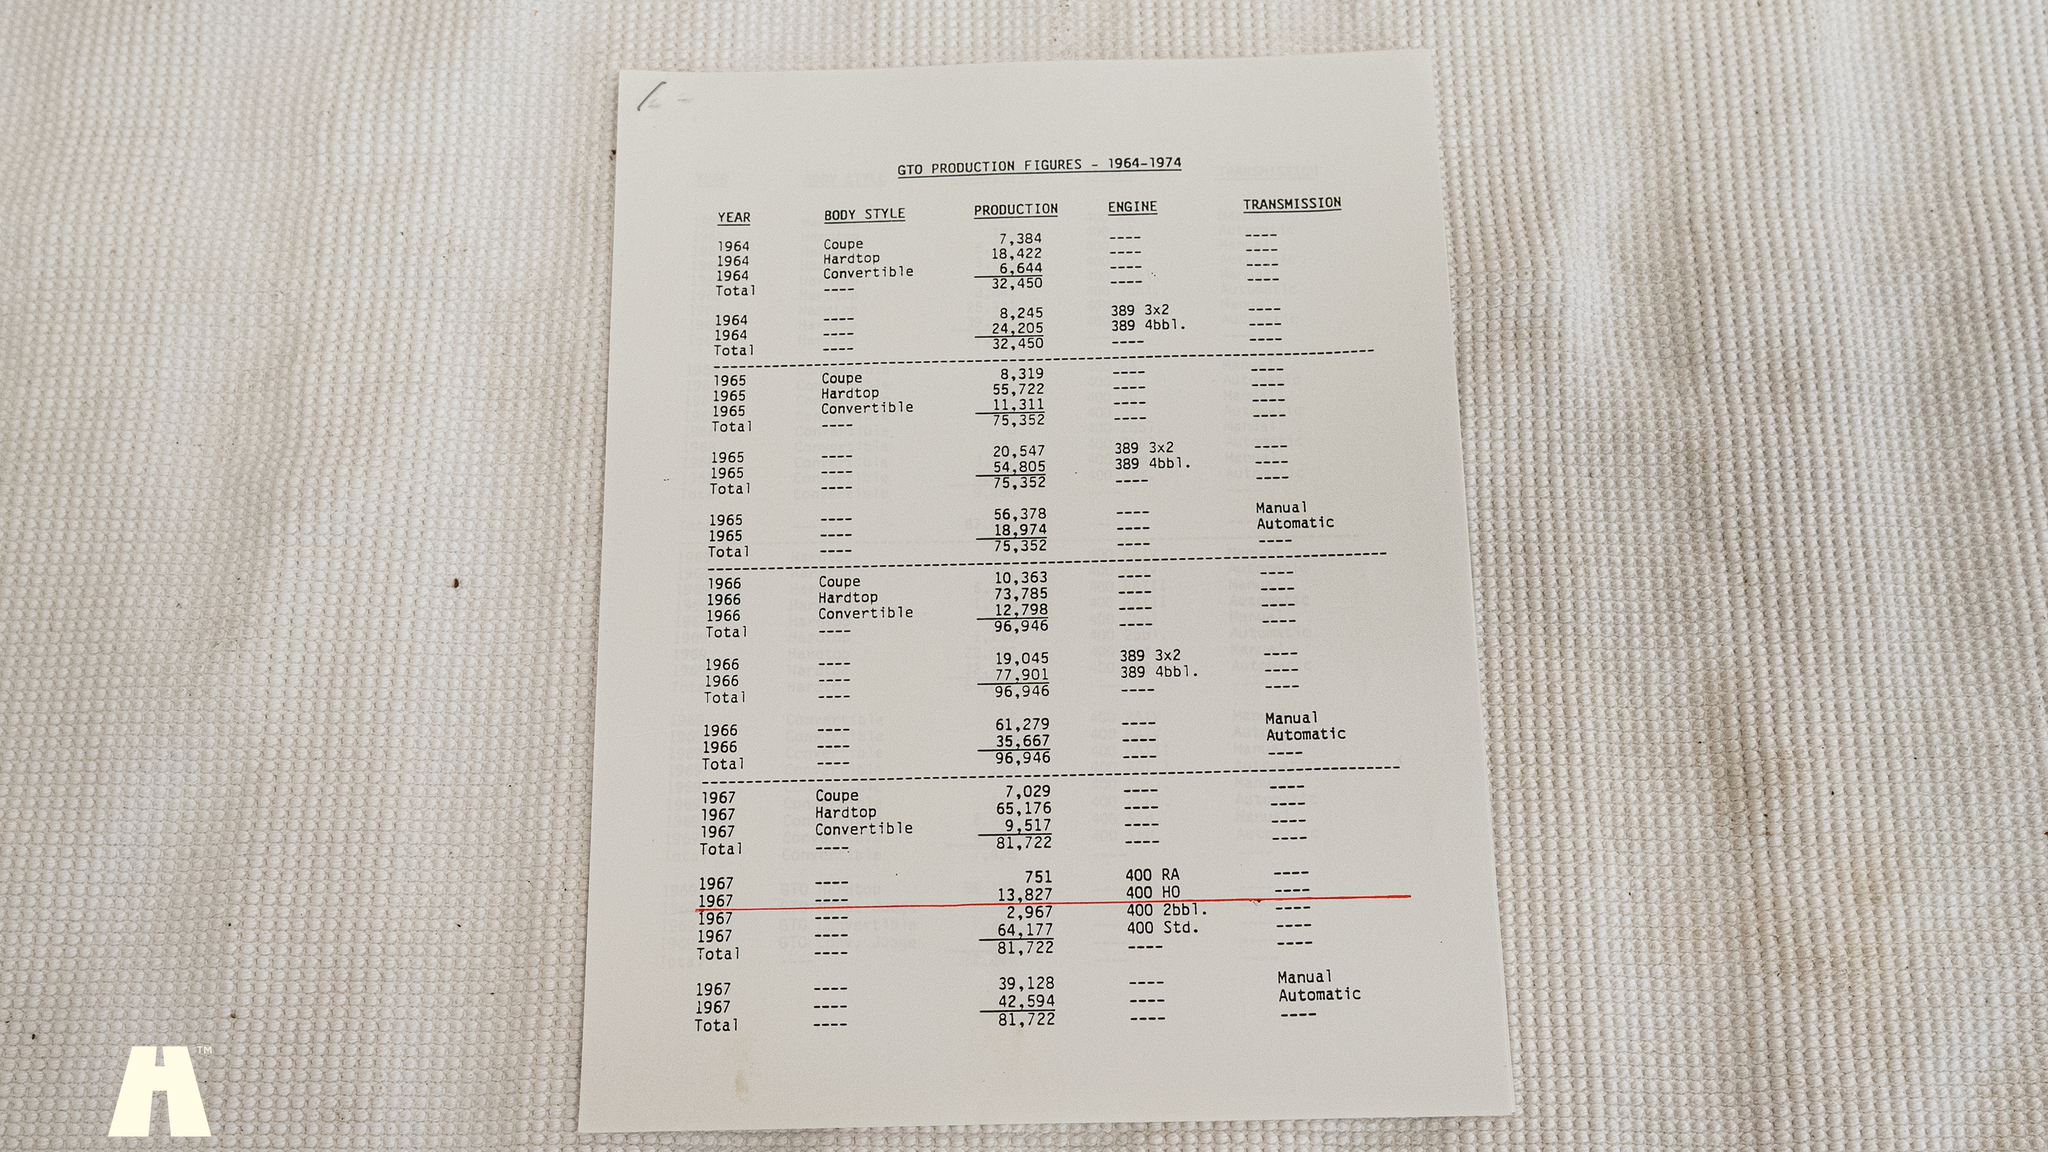 GTO PRODUCTION FIGURES - 1964-1974
YEAR BODY STYLE PRODUCTION ENGINE TRANSMISSION
1964 Coupe 7,384 ---- ----
1964 Hardtop 18,422 ---- ----
1964 Convertible 6,644 ---- ----
Total ---- 32,450 ---- ----
1964 ---- 8,245 389 3x2 ----
1964 ---- 24,205 389 4bbl. ----
Total ---- 32,450 ---- ----
1965 Coupe 8,319 ---- ----
1965 Hardtop 55,722 ---- ----
1965 Convertible 11,311 ---- ----
Total ---- 75,352 ---- ----
1965 ---- 20,547 389 3x2 ----
1965 ---- 54,805 389 4bbl. ----
Total ---- 75,352 ---- ----
1965 ---- 56,378 ---- Manual
1965 ---- 18,974 ---- Automatic
Total ---- 75,352 ---- ----
1966 Coupe 10,363 ---- ----
1966 Hardtop 73,785 ---- ----
1966 Convertible 12,798 ---- ----
Total ---- 96,946 ---- ----
1966 ---- 19,045 389 3x2 ----
1966 ---- 77,901 389 4bbl. ----
Total ---- 96,946 ---- ----
1966 ---- 61,279 ---- Manual
1966 ---- 35,667 ---- Automatic
Total ---- 96,946 ---- ----
1967 Coupe 7,029 ---- ----
1967 Hardtop 65,176 ---- ----
1967 Convertible 9,517 ---- ----
Total ---- 81,722 ---- ----
1967 ---- 751 400 RA ----
1967 ---- 13,827 400 HO ----
1967 ---- 2,967 400 2bbl. ----
1967 ---- 64,177 400 Std. ----
Total ---- 81,722 ---- ----
1967 ---- 39,128 ---- Manual
1967 ---- 42,594 ---- Automatic
Total ---- 81,722 ---- ----
H™